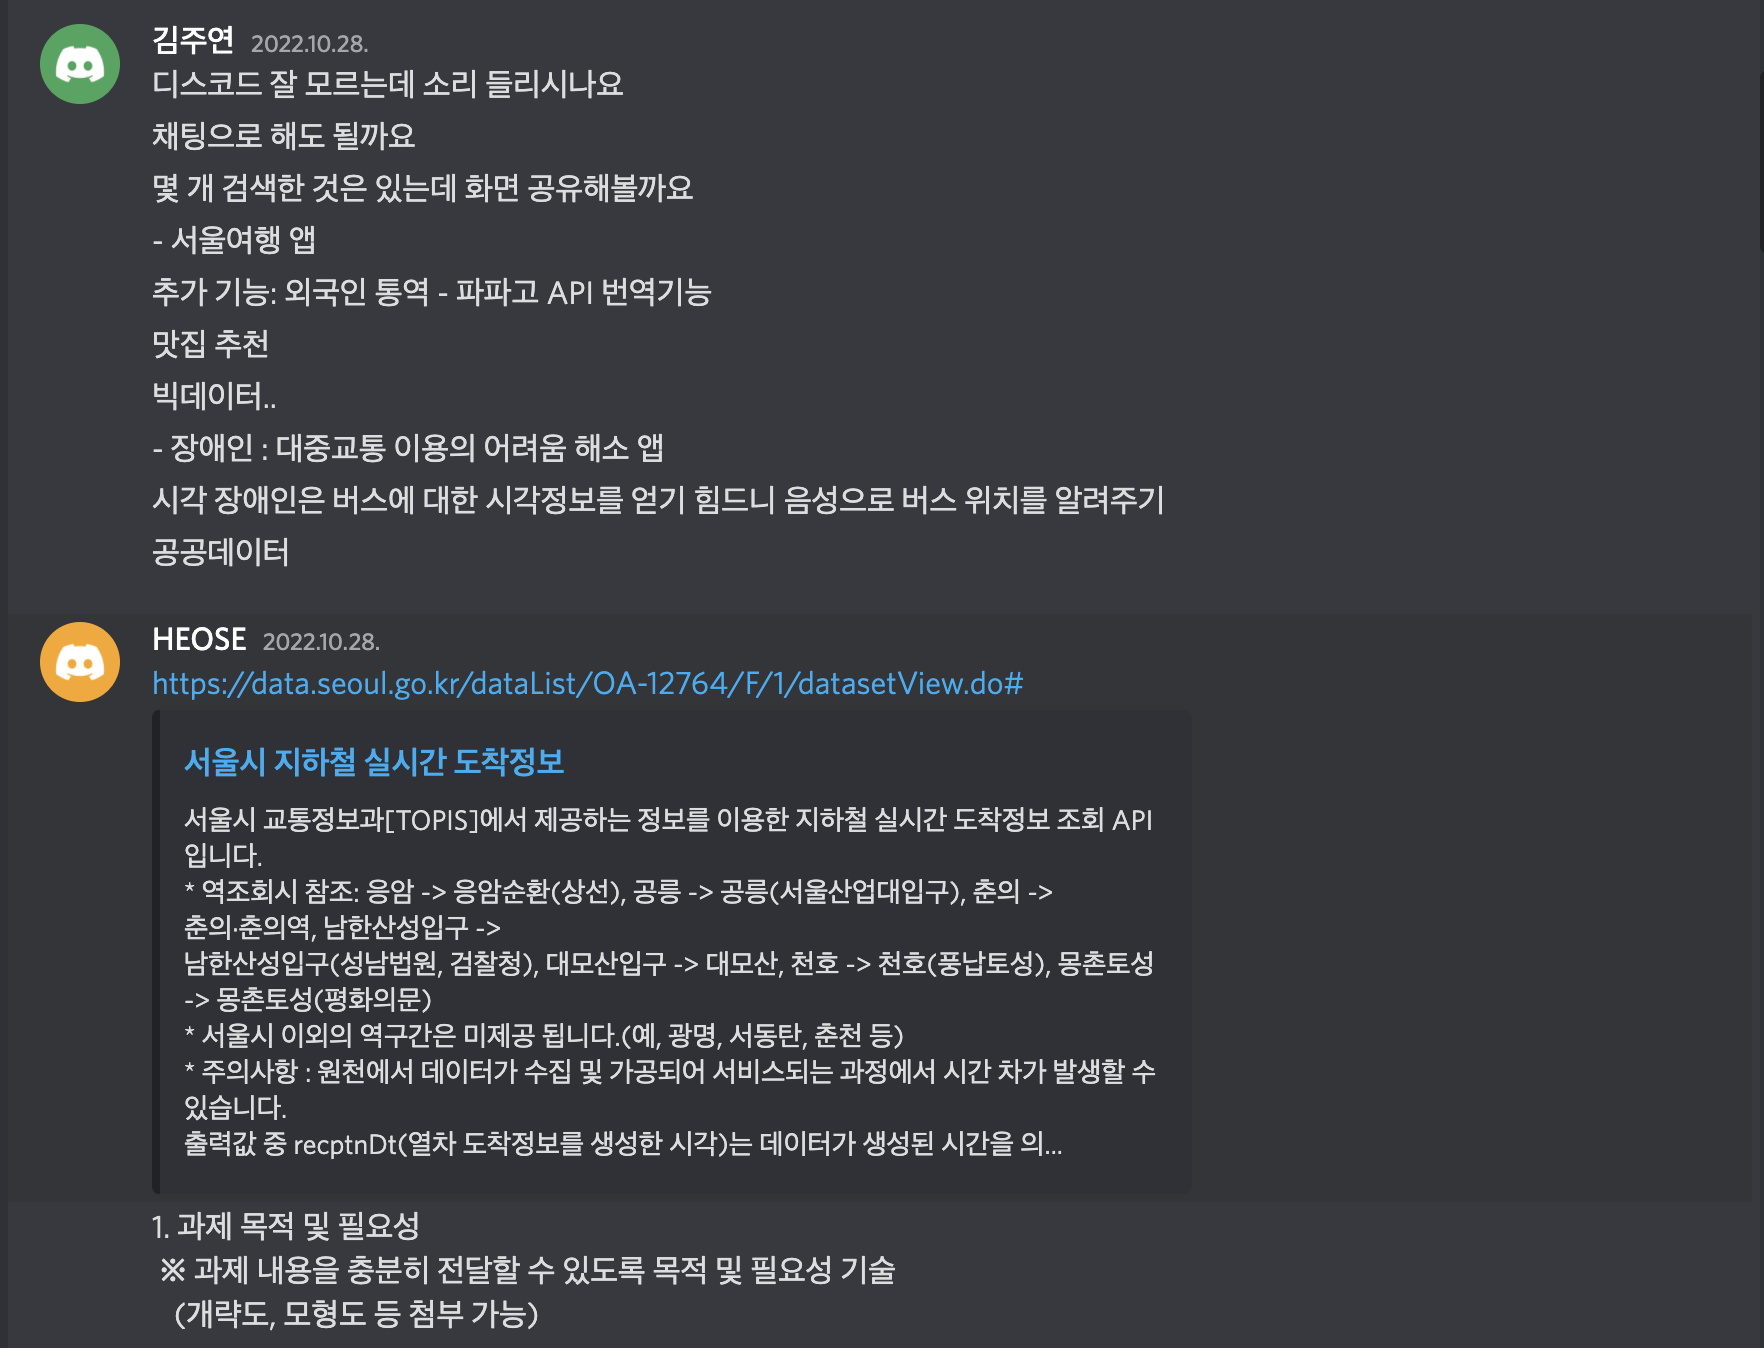 김주연 2022.10.28.
디스코드 잘 모르는데 소리 들리시나요
채팅으로 해도 될까요
몇 개 검색한 것은 있는데 화면 공유해볼까요
- 서울여행 앱
추가 기능: 외국인 통역 - 파파고 API 번역기능
맛집 추천
빅데이터..
- 장애인 : 대중교통 이용의 어려움 해소 앱
시각 장애인은 버스에 대한 시각정보를 얻기 힘드니 음성으로 버스 위치를 알려주기
공공데이터
HEOSE 2022.10.28.
https://data.seoul.go.kr/dataList/OA-12764/F/1/datasetView.do#
서울시 지하철 실시간 도착정보
서울시 교통정보과[TOPIS]에서 제공하는 정보를 이용한 지하철 실시간 도착정보 조회 API
입니다.
* 역조회시 참조: 응암 -> 응암순환(상선), 공릉 -> 공릉(서울산업대입구), 춘의 ->
춘의·춘의역, 남한산성입구 ->
남한산성입구(성남법원, 검찰청), 대모산입구 -> 대모산, 천호 -> 천호(풍납토성), 몽촌토성
-> 몽촌토성(평화의문)
* 서울시 이외의 역구간은 미제공 됩니다.(예, 광명, 서동탄, 춘천 등)
* 주의사항 : 원천에서 데이터가 수집 및 가공되어 서비스되는 과정에서 시간 차가 발생할 수
있습니다.
출력값 중 recptnDt(열차 도착정보를 생성한 시각)는 데이터가 생성된 시간을 의...
1. 과제 목적 및 필요성
※ 과제 내용을 충분히 전달할 수 있도록 목적 및 필요성 기술
(개략도, 모형도 등 첨부 가능)